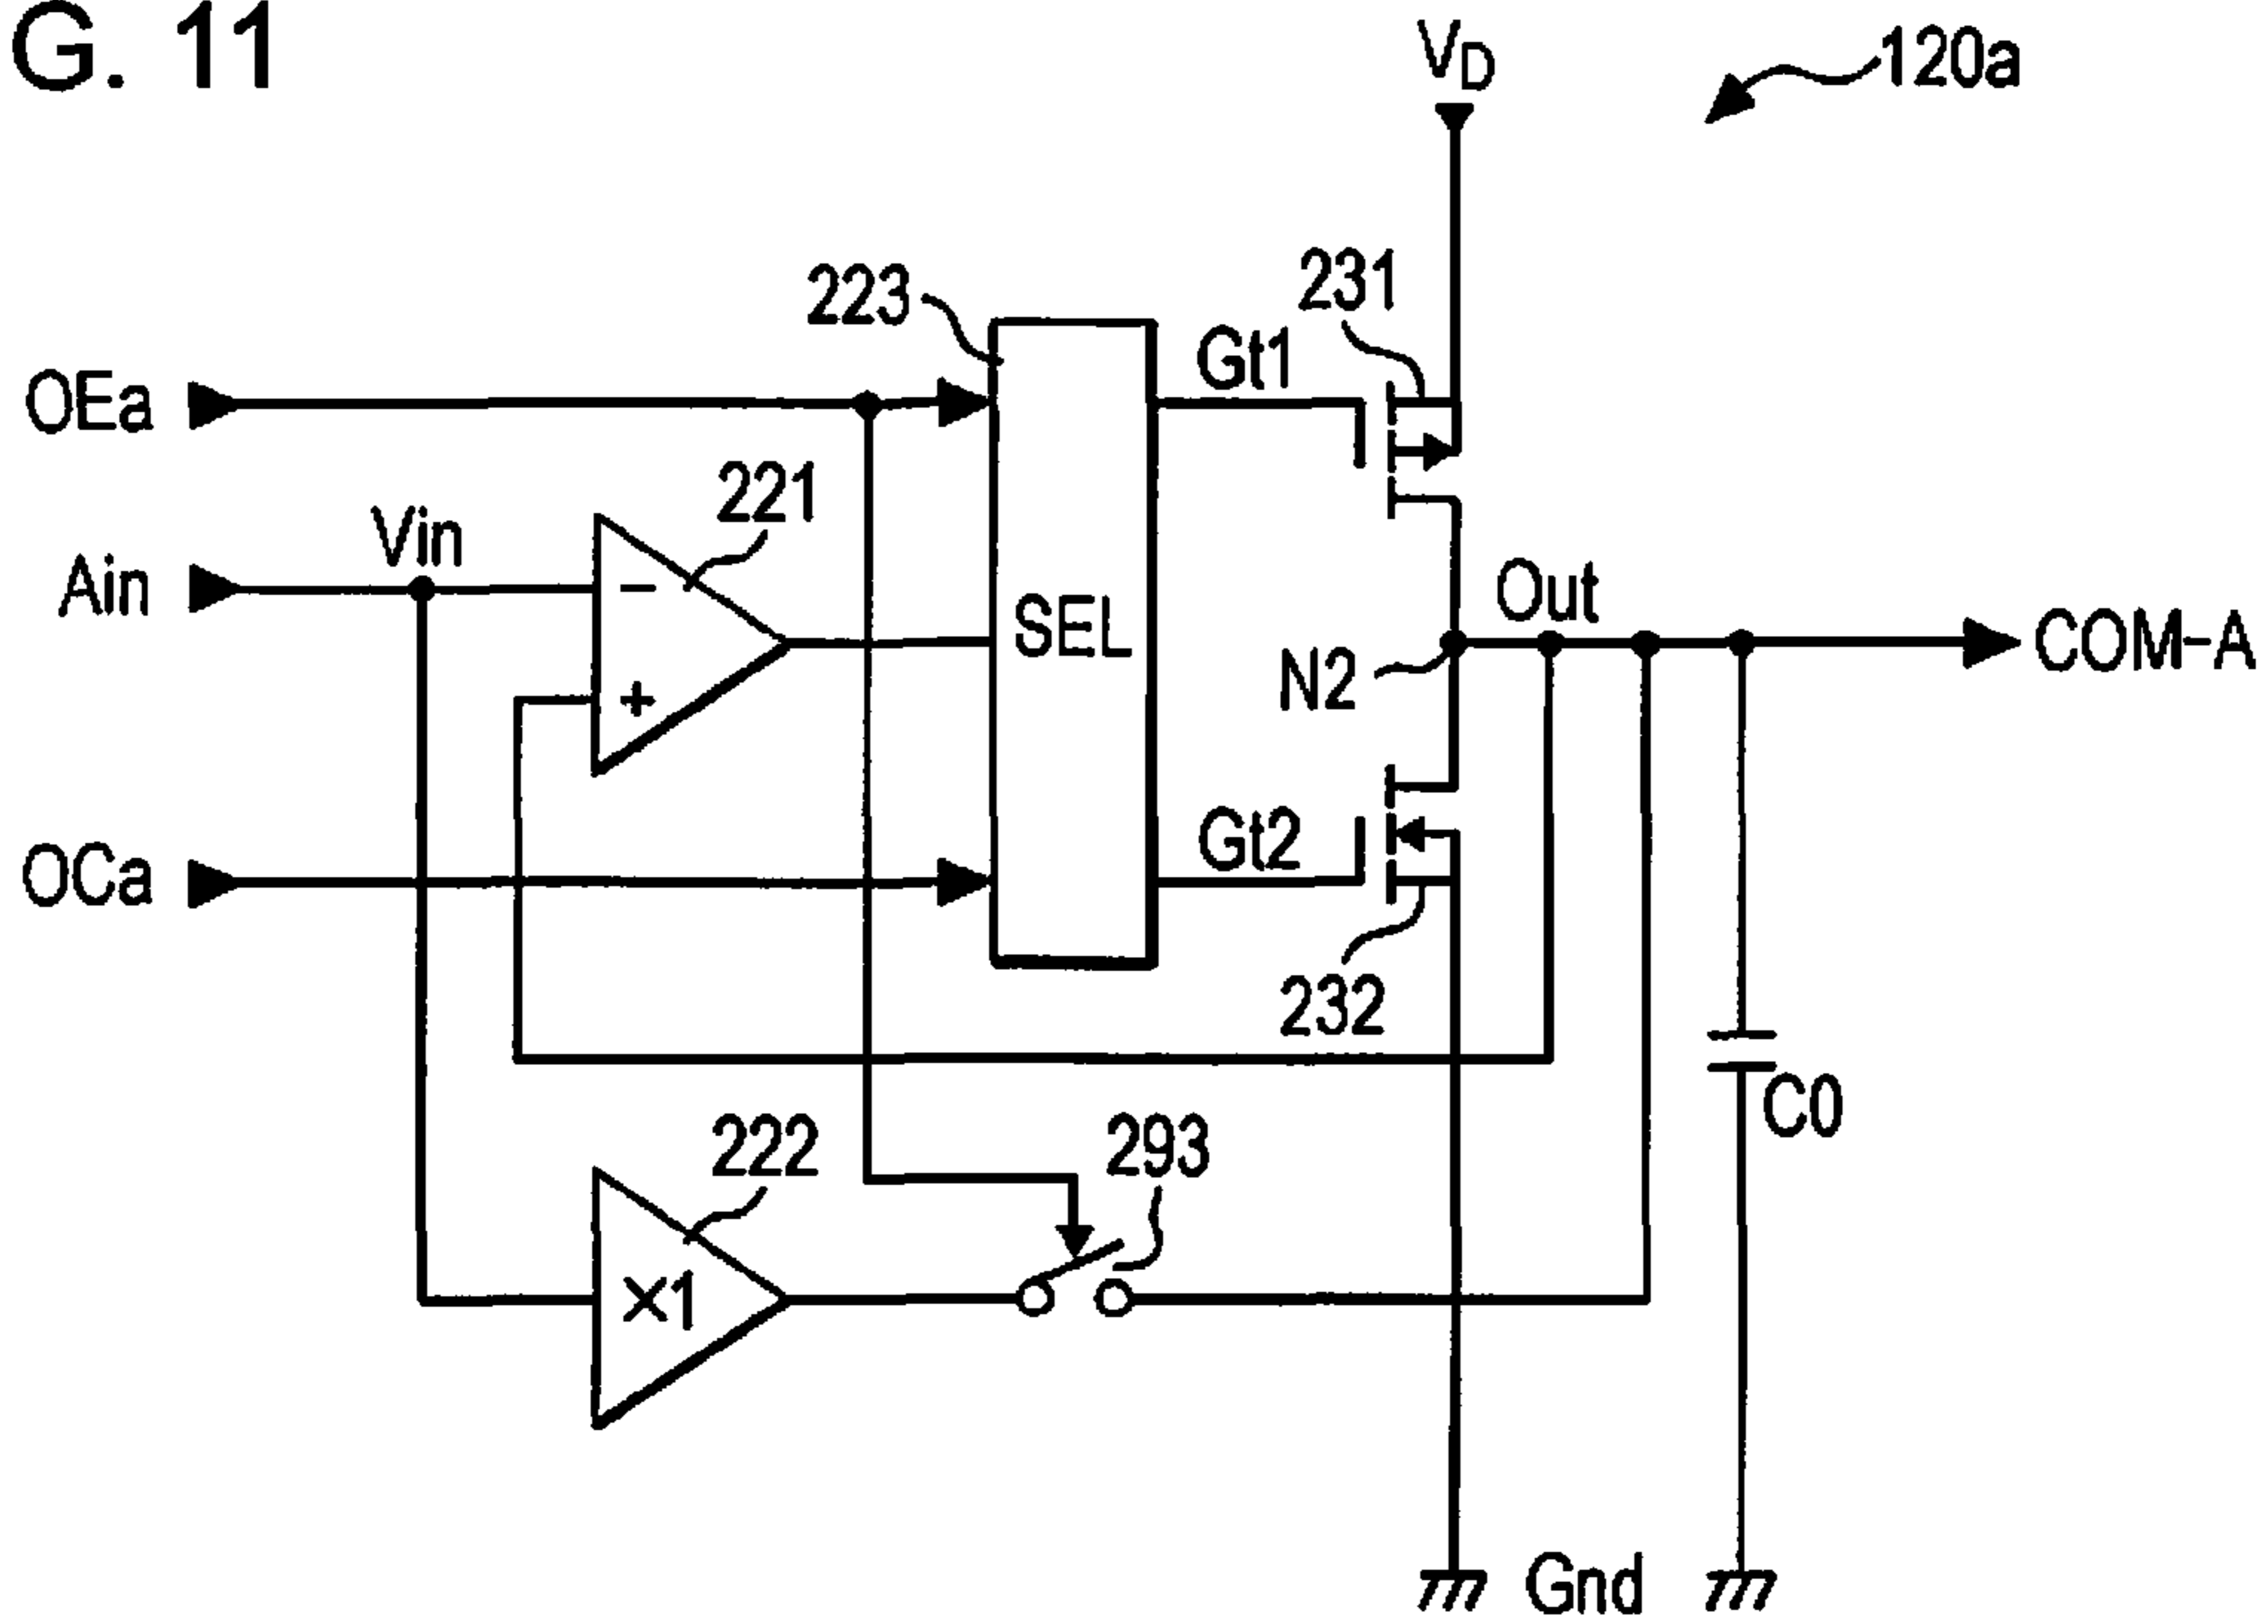 G. 11
V_D
120a
223
231
Gt1
OEa
221
Vin
Ain
-
SEL
Out
COM-A
N2
+
Gt2
OCa
232
C0
222
293
×1
Gnd